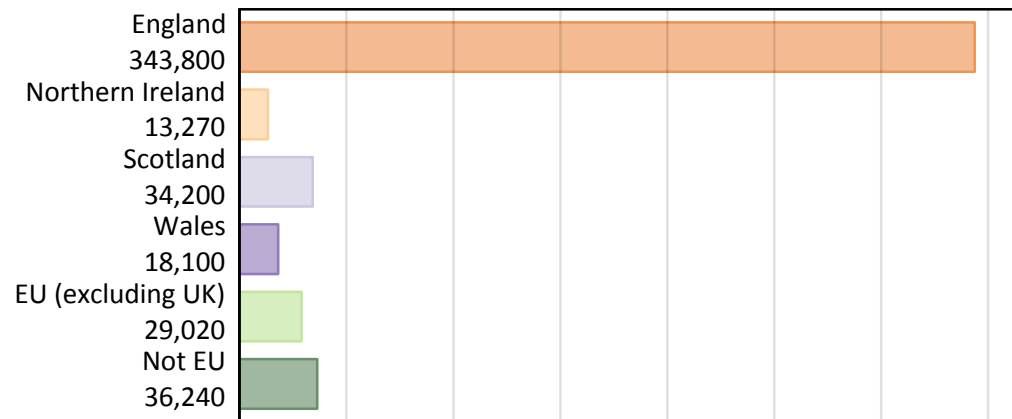 England
343,800
Northern Ireland
13,270
Scotland
34,200
Wales
18,100
EU (excluding UK)
29,020
Not EU
36,240